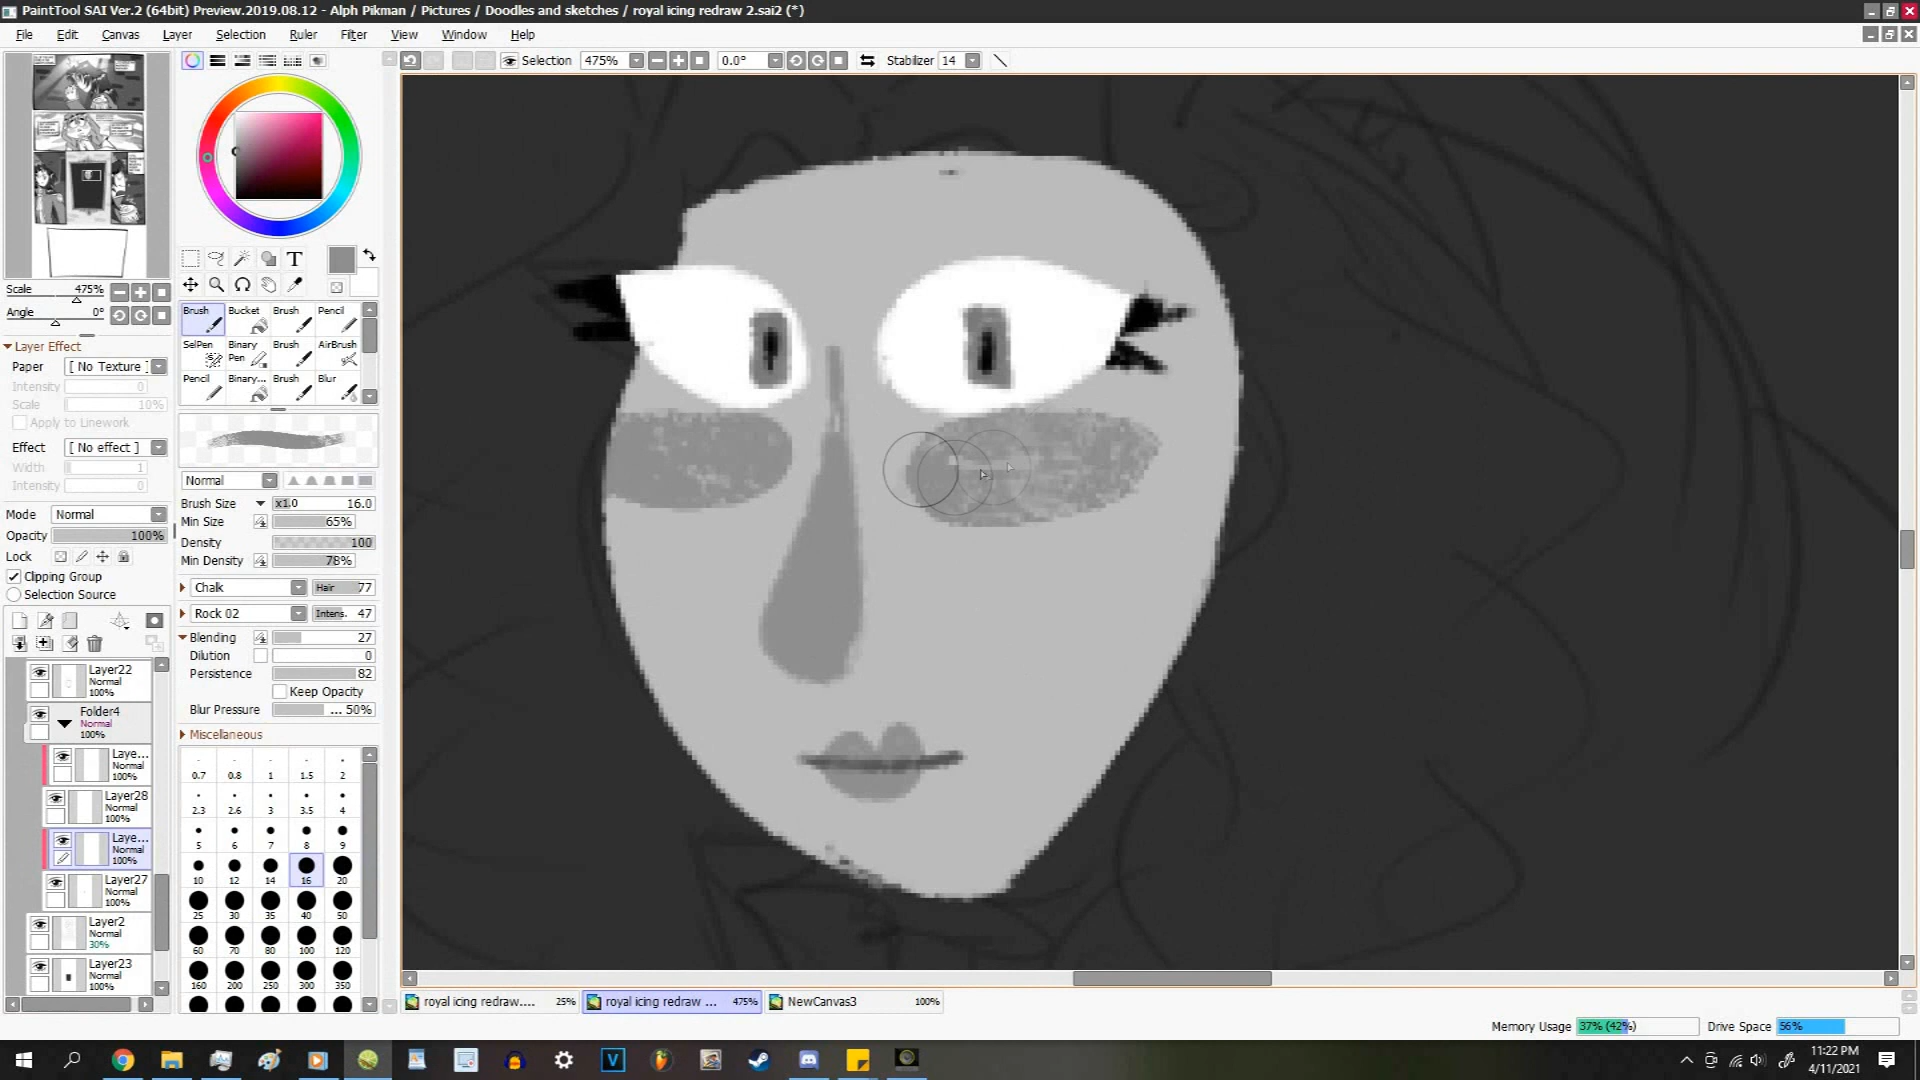 PaintTool SAI Ver.2 (64bit) Preview.2019.08.12 - Alph Pikman / Pictures / Doodles and sketches / royal icing redraw 2.sai2 (*)
File Edit Canvas Layer Selection Ruler Filter View Window Help
Selection 475% 0.0° Stabilizer 14
Scale 475%
Angle 0°
Layer Effect
Paper [ No Texture ]
Intensity 0
Scale 10%
Apply to Linework
Effect [ No effect ]
Width 1
Intensity 0
Mode Normal
Opacity 100%
Lock
Clipping Group
Selection Source
Layer22
Normal
100%
Folder4
Normal
100%
Laye...
Normal
100%
Layer28
Normal
100%
Laye...
Normal
100%
Layer27
Normal
100%
Layer2
Normal
30%
Layer23
Normal
100%
T
Brush Bucket Brush Pencil
SelPen Binary Pen Brush AirBrush
Pencil Binary... Brush Blur
Normal
Brush Size x1.0 16.0
Min Size 65%
Density 100
Min Density 78%
Chalk Hair 77
Rock 02 Intens. 47
Blending 27
Dilution 0
Persistence 82
Keep Opacity
Blur Pressure ... 50%
Miscellaneous
0.7 0.8 1 1.5 2
2.3 2.6 3 3.5 4
5 6 7 8 9
10 12 14 16 20
25 30 35 40 50
60 70 80 100 120
160 200 250 300 350
royal icing redraw.... 25% royal icing redraw ... 475% NewCanvas3 100%
Memory Usage 37% (42%) Drive Space 56%
V
11:22 PM
4/11/2021